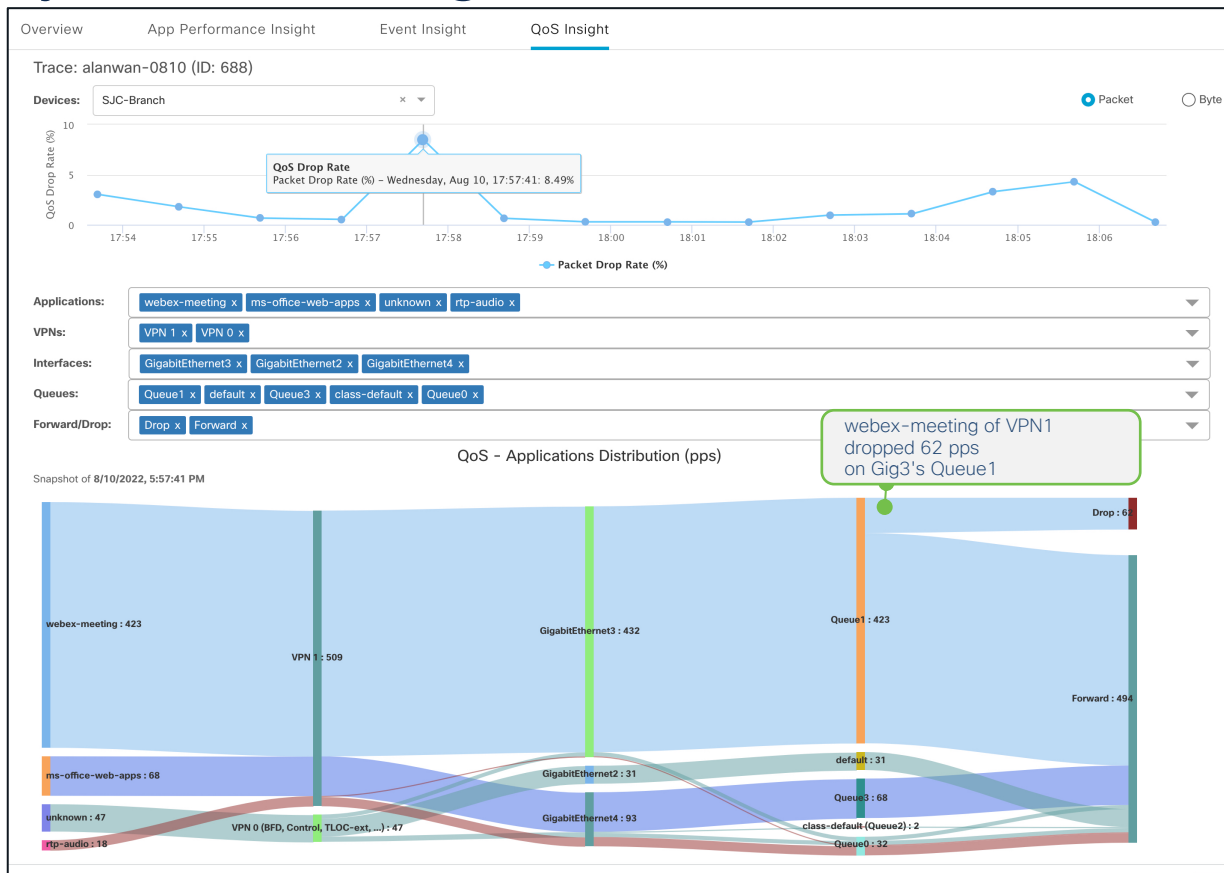 Overview App Performance Insight Event Insight QoS Insight
Trace: alanwan-0810 (ID: 688)
Devices: SJC-Branch × Packet Byte
QoS Drop Rate (%)
10
5
0
QoS Drop Rate
Packet Drop Rate (%) – Wednesday, Aug 10, 17:57:41: 8.49%
17:54 17:55 17:56 17:57 17:58 17:59 18:00 18:01 18:02 18:03 18:04 18:05 18:06
Packet Drop Rate (%)
Applications: webex-meeting x ms-office-web-apps x unknown x rtp-audio x
VPNs: VPN 1 x VPN 0 x
Interfaces: GigabitEthernet3 x GigabitEthernet2 x GigabitEthernet4 x
Queues: Queue1 x default x Queue3 x class-default x Queue0 x
Forward/Drop: Drop x Forward x
webex-meeting of VPN1
dropped 62 pps
on Gig3's Queue1
QoS - Applications Distribution (pps)
Snapshot of 8/10/2022, 5:57:41 PM
Drop : 62
webex-meeting : 423
VPN 1 : 509
GigabitEthernet3 : 432
Queue1 : 423
Forward : 494
ms-office-web-apps : 68
GigabitEthernet2 : 31
default : 31
Queue3 : 68
unknown : 47
VPN 0 (BFD, Control, TLOC-ext, ...) : 47
GigabitEthernet4 : 93
class-default (Queue2) : 2
rtp-audio : 18
Queue0 : 32